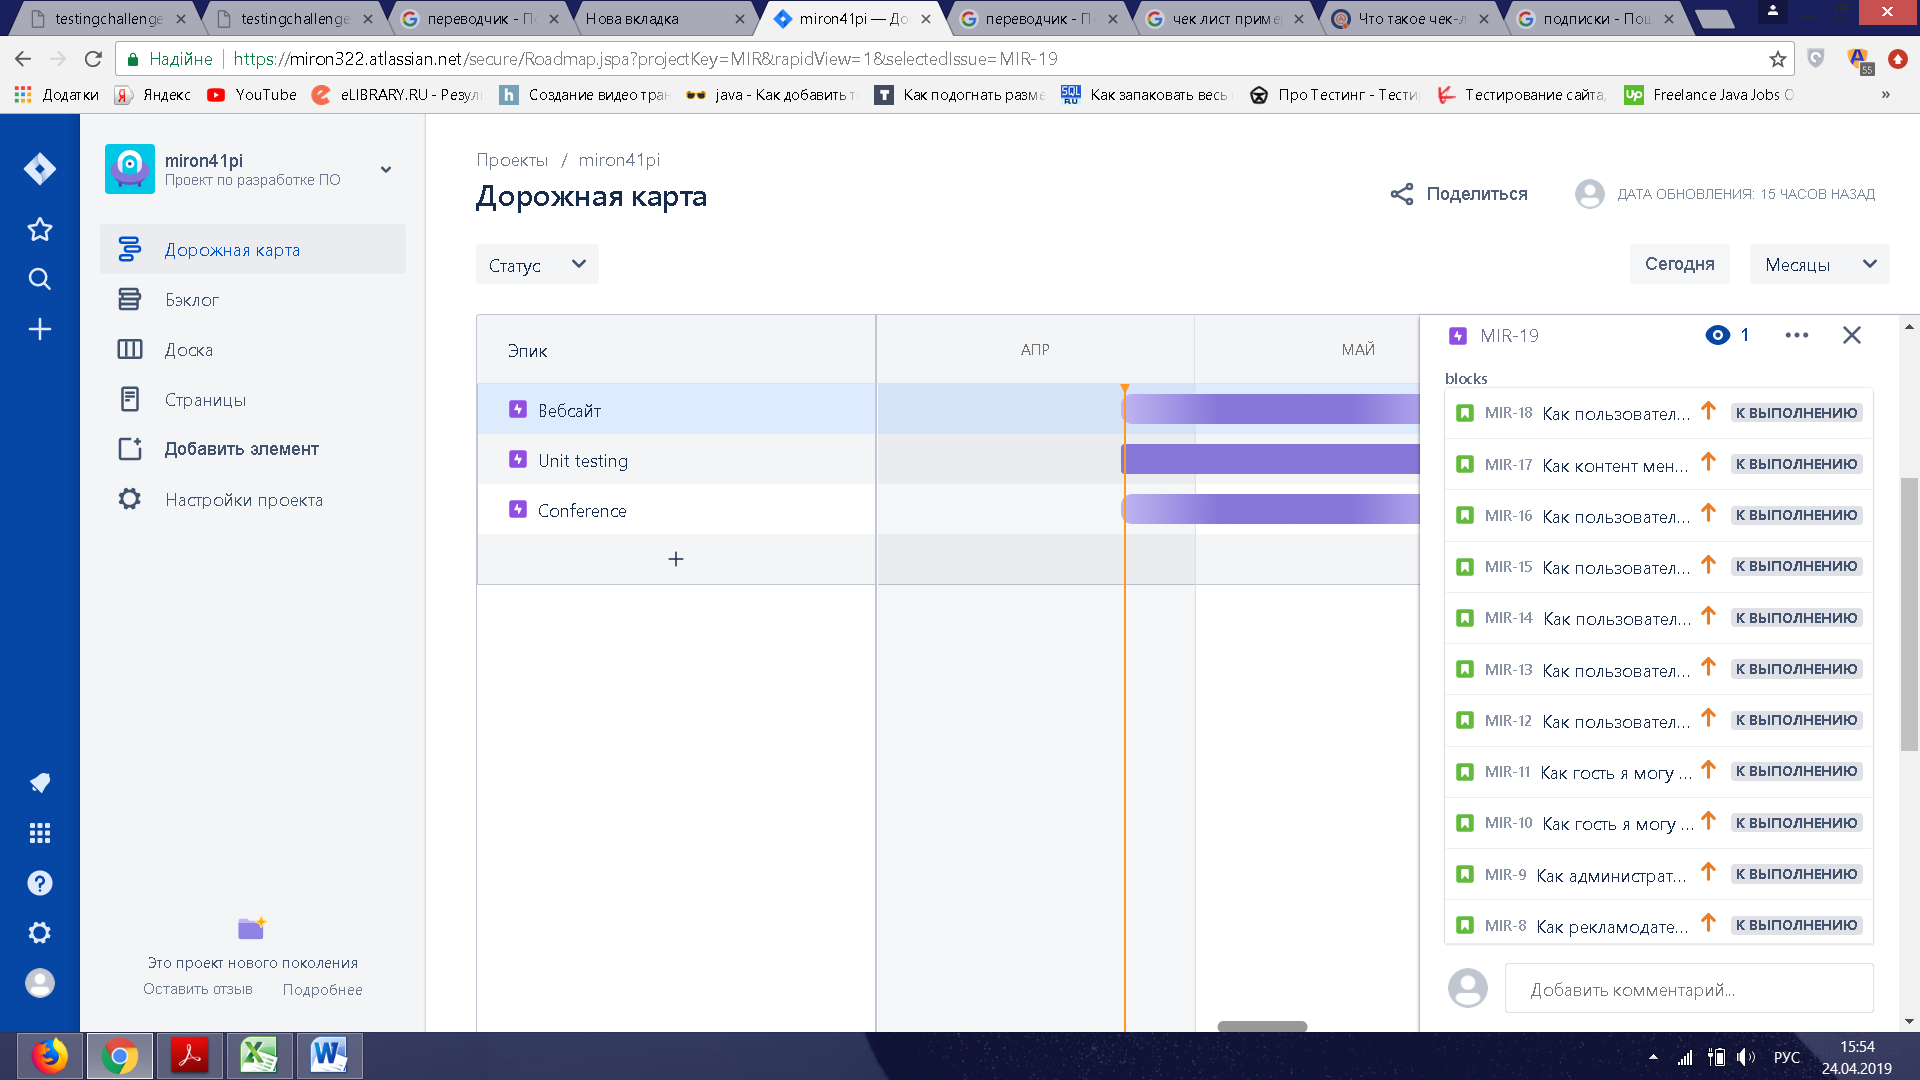 testingchallenge
testingchallenge
переводчик - П
Нова вкладка
miron41pi — До
переводчик - П
чек лист приме
Что такое чек-л
подписки - Пош
Надійне
https://miron322.atlassian.net/secure/Roadmap.jspa?projectKey=MIR&rapidView=1&selectedIssue=MIR-19
55
Додатки
Яндекс
YouTube
eLIBRARY.RU - Резул
Создание видео тра
java - Как добавить т
Как подогнать разме
Как запаковать весь
Про Тестинг - Тести
Тестирование сайта,
Freelance Java Jobs O
»
miron41pi
Проект по разработке ПО
Дорожная карта
Бэклог
Доска
Страницы
Добавить элемент
Настройки проекта
Это проект нового поколения
Оставить отзыв Подробнее
Проекты / miron41pi
Дорожная карта
Поделиться
ДАТА ОБНОВЛЕНИЯ: 15 ЧАСОВ НАЗАД
Статус
Сегодня
Месяцы
Эпик
АПР
МАЙ
Вебсайт
Unit testing
Conference
MIR-19
1
blocks
MIR-18 Как пользовател... К ВЫПОЛНЕНИЮ
MIR-17 Как контент мен... К ВЫПОЛНЕНИЮ
MIR-16 Как пользовател... К ВЫПОЛНЕНИЮ
MIR-15 Как пользовател... К ВЫПОЛНЕНИЮ
MIR-14 Как пользовател... К ВЫПОЛНЕНИЮ
MIR-13 Как пользовател... К ВЫПОЛНЕНИЮ
MIR-12 Как пользовател... К ВЫПОЛНЕНИЮ
MIR-11 Как гость я могу ... К ВЫПОЛНЕНИЮ
MIR-10 Как гость я могу ... К ВЫПОЛНЕНИЮ
MIR-9 Как администрат... К ВЫПОЛНЕНИЮ
MIR-8 Как рекламодате... К ВЫПОЛНЕНИЮ
Добавить комментарий...
РУС
15:54
24.04.2019